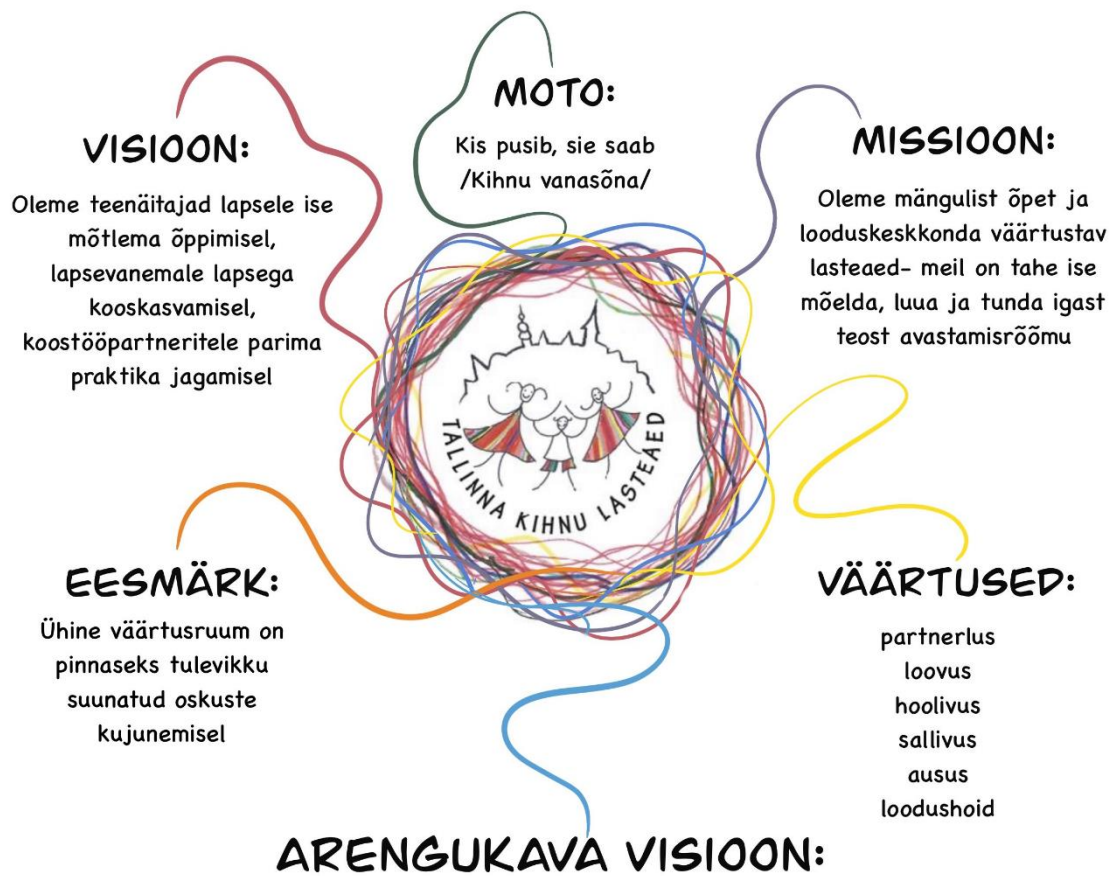 MOTO:
Kis pusib, sie saab
/Kihnu vanasõna/
VISIOON:
Oleme teenäitajad lapsele ise
mõtlema õppimisel,
lapsevanemale lapsega
kooskasvamisel,
koostööpartneritele parima
praktika jagamisel
MISSIOON:
Oleme mängulist õpet ja
looduskeskkonda väärtustav
lasteaed- meil on tahe ise
mõelda, luua ja tunda igast
teost avastamisrõõmu
TALLINNA KIHNU LASTEAED
EESMÄRK:
Ühine väärtusruum on
pinnaseks tulevikku
suunatud oskuste
kujunemisel
VÄÄRTUSED:
partnerlus
loovus
hoolivus
sallivus
ausus
loodushoid
ARENGUKAVA VISIOON: